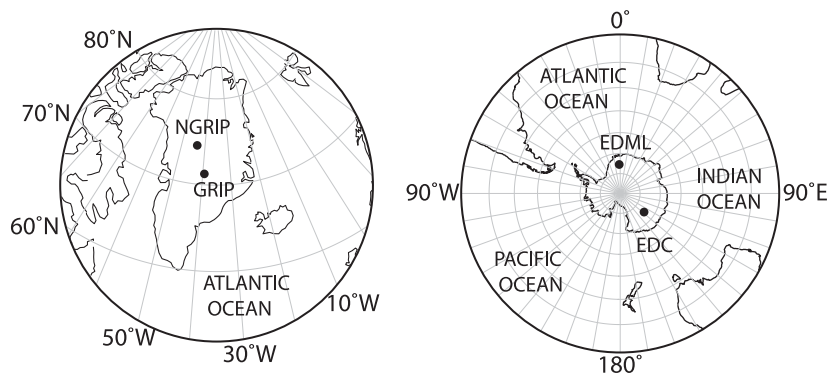 80°N
70°N
60°N
50°W
30°W
10°W
NGRIP
GRIP
ATLANTIC
OCEAN
0°
ATLANTIC
OCEAN
EDML
90°W
INDIAN
OCEAN
90°E
EDC
PACIFIC
OCEAN
180°